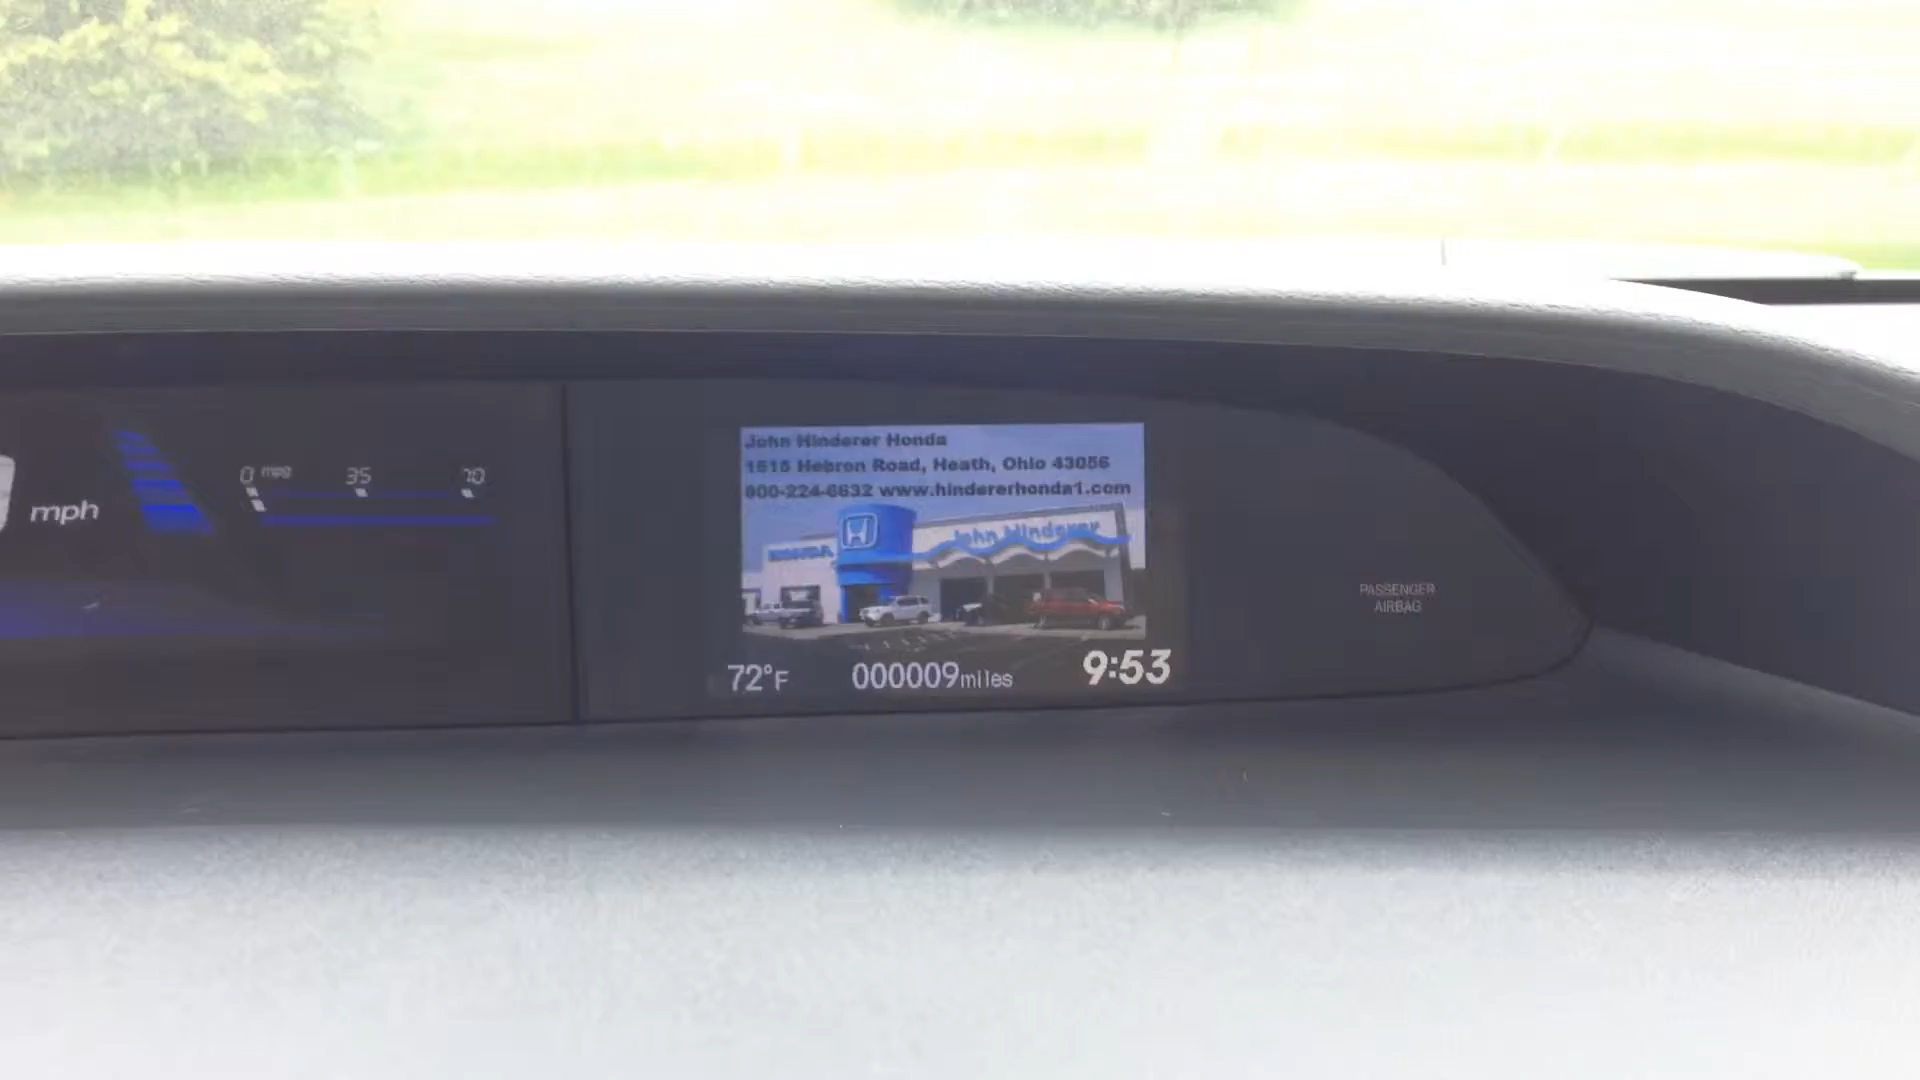 mph
0 mpg 35 70
John Hinderer Honda
1515 Hebron Road, Heath, Ohio 43056
800-224-6632 www.hindererhonda1.com
HONDA
John Hinderer
72°F 000009miles 9:53
PASSENGER
AIRBAG